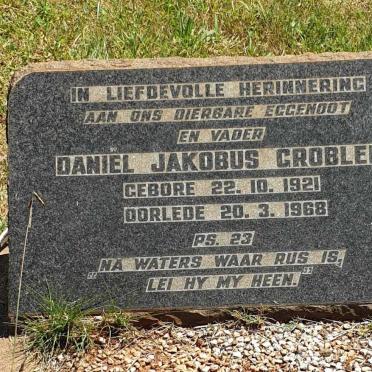 IN LIEFDEVOLLE HERINNERING
AAN ONS DIERBARE EGGENOOT
EN VADER
DANIËL JAKOBUS GROBLE
GEBORE 22.10.1921
OORLEDE 20.3.1968
PS. 23
"NA WATERS WAAR RUS IS,
LEI HY MY HEEN."